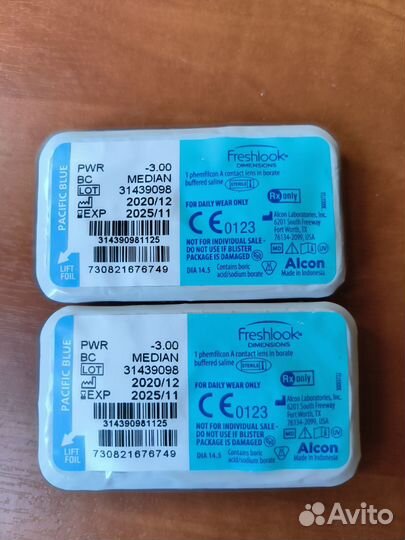 PACIFIC BLUE
LIFT FOIL
PWR -3.00
BC MEDIAN
LOT 31439098
2020/12
EXP 2025/11
314390981125
730821676749
Freshlook
DIMENSIONS
1 phemfilcon A contact lens in borate
buffered saline STERILE
FOR DAILY WEAR ONLY
Rx only
CE 0123
Alcon Laboratories, Inc.
6201 South Freeway
Fort Worth, TX
76134-2099, USA
NOT FOR INDIVIDUAL SALE-
DO NOT USE IF BLISTER
PACKAGE IS DAMAGED
MD UV
DIA 14.5 Contains boric
acid/sodium borate
Alcon
Made in Indonesia
PACIFIC BLUE
LIFT FOIL
PWR -3.00
BC MEDIAN
LOT 31439098
2020/12
EXP 2025/11
314390981125
730821676749
Freshlook
DIMENSIONS
1 phemfilcon A contact lens in borate
buffered saline STERILE
FOR DAILY WEAR ONLY
Rx only
CE 0123
Alcon Laboratories, Inc.
6201 South Freeway
Fort Worth, TX
76134-2099, USA
NOT FOR INDIVIDUAL SALE-
DO NOT USE IF BLISTER
PACKAGE IS DAMAGED
MD UV
DIA 14.5 Contains boric
acid/sodium borate
Alcon
Made in Indonesia
Avito